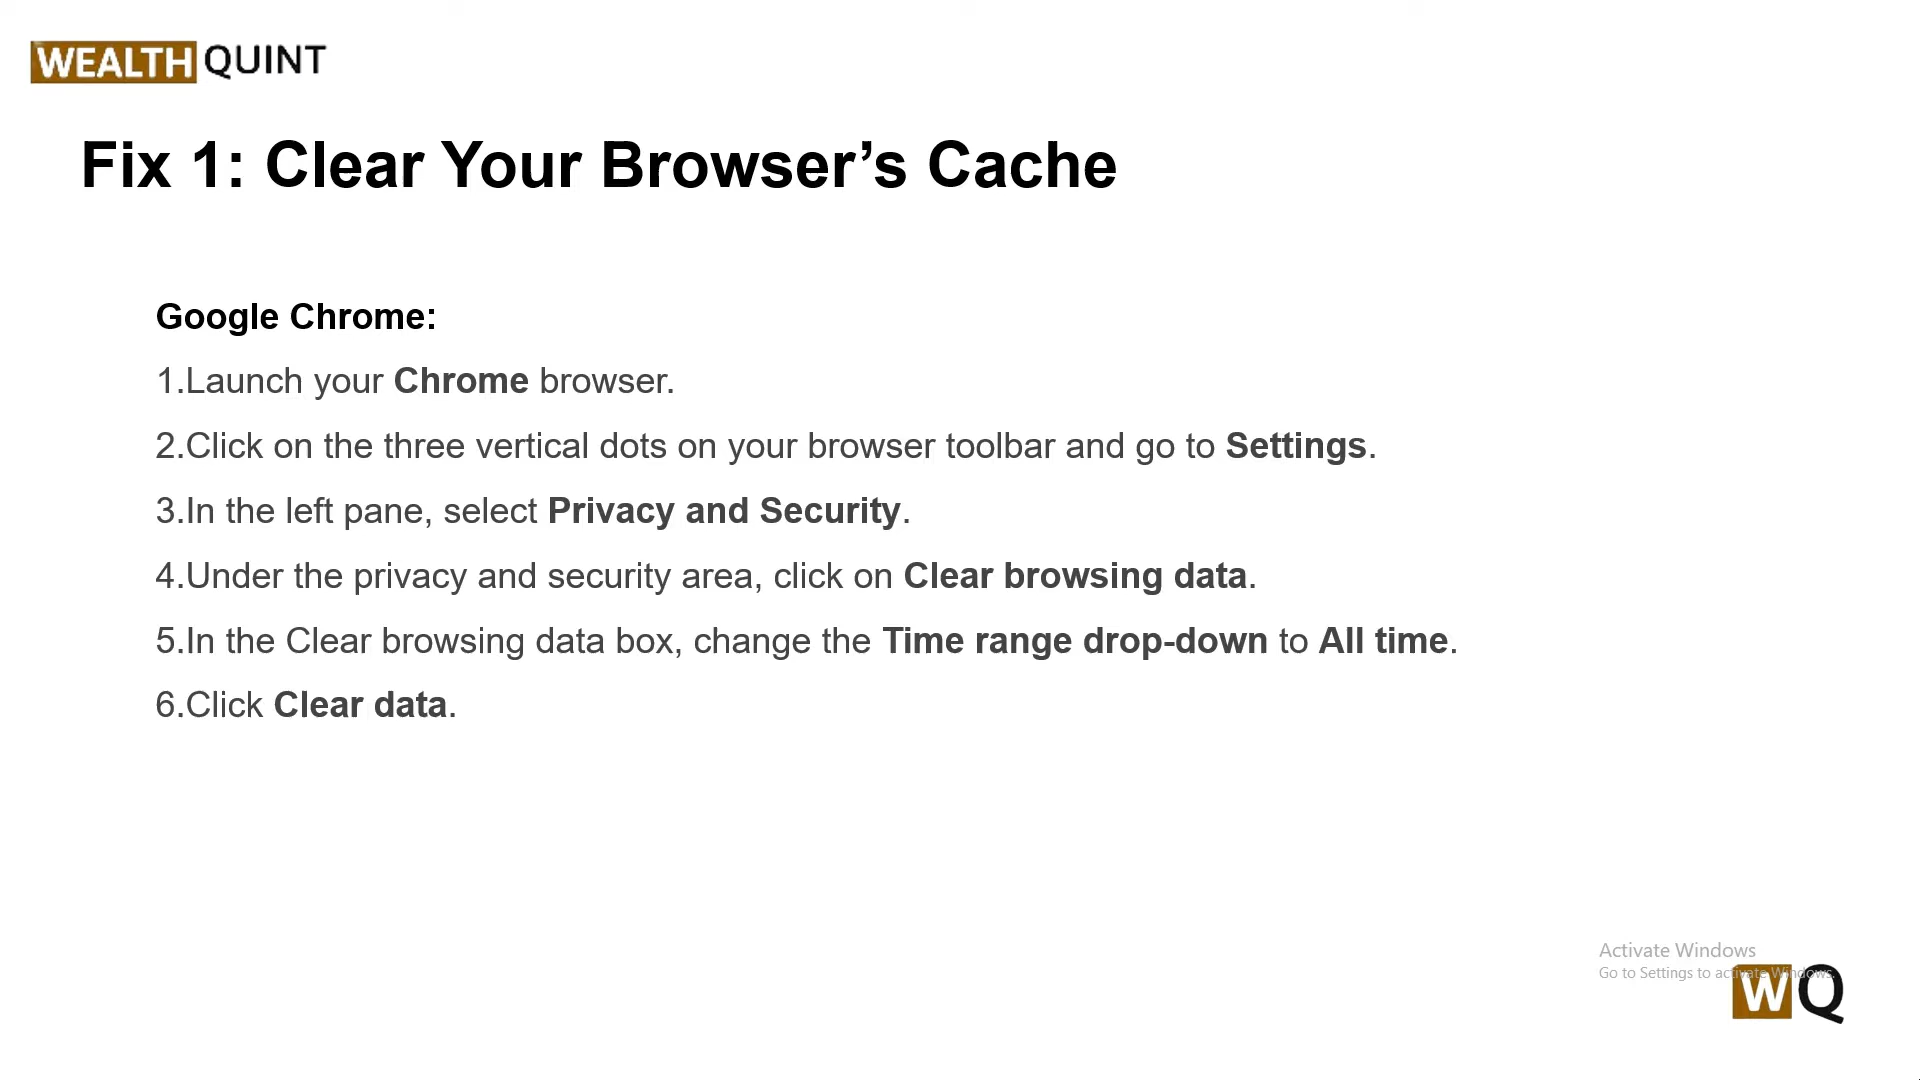 WEALTH QUINT
Fix 1: Clear Your Browser’s Cache
Google Chrome:
1.Launch your Chrome browser.
2.Click on the three vertical dots on your browser toolbar and go to Settings.
3.In the left pane, select Privacy and Security.
4.Under the privacy and security area, click on Clear browsing data.
5.In the Clear browsing data box, change the Time range drop-down to All time.
6.Click Clear data.
Activate Windows
Go to Settings to activate Windows.
WQ